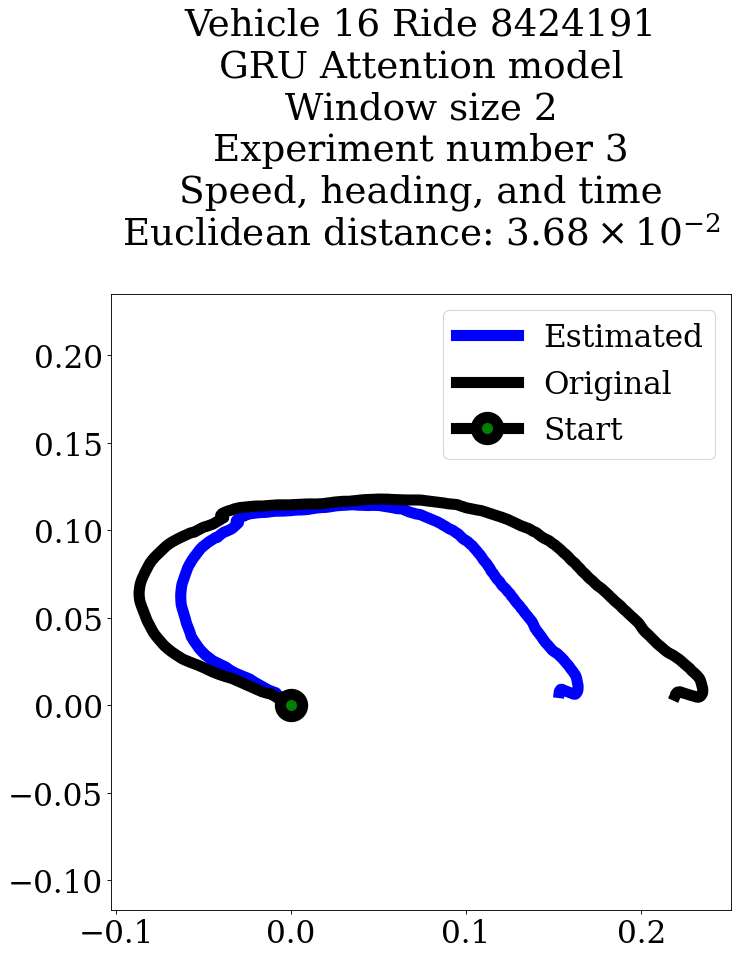 Vehicle 16 Ride 8424191
GRU Attention model
Window size 2
Experiment number 3
Speed, heading, and time
Euclidean distance: 3.68 × 10⁻²
Estimated
Original
Start
0.20
0.15
0.10
0.05
0.00
−0.05
−0.10
−0.1 0.0 0.1 0.2